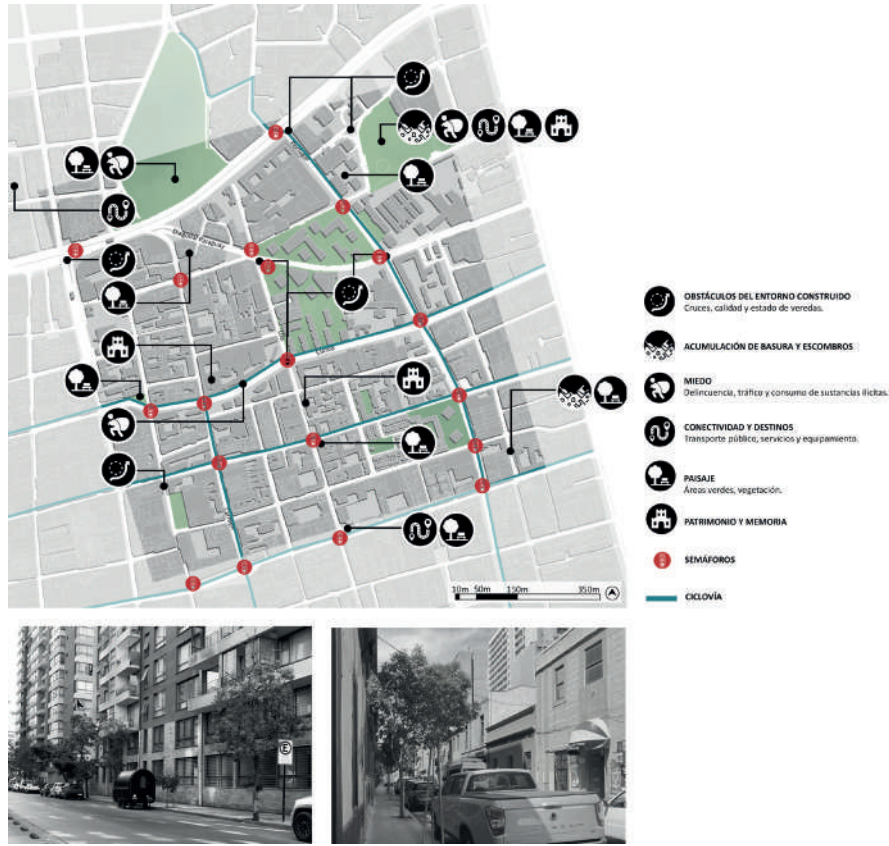 Diagonal Paraguay
10m 50m 150m 350m
OBSTÁCULOS DEL ENTORNO CONSTRUIDO
Cruces, calidad y estado de veredas.
ACUMULACIÓN DE BASURA Y ESCOMBROS
MIEDO
Delincuencia, tráfico y consumo de sustancias ilícitas.
CONECTIVIDAD Y DESTINOS
Transporte público, servicios y equipamiento.
PAISAJE
Áreas verdes, vegetación.
PATRIMONIO Y MEMORIA
SEMÁFOROS
CICLOVÍA
E